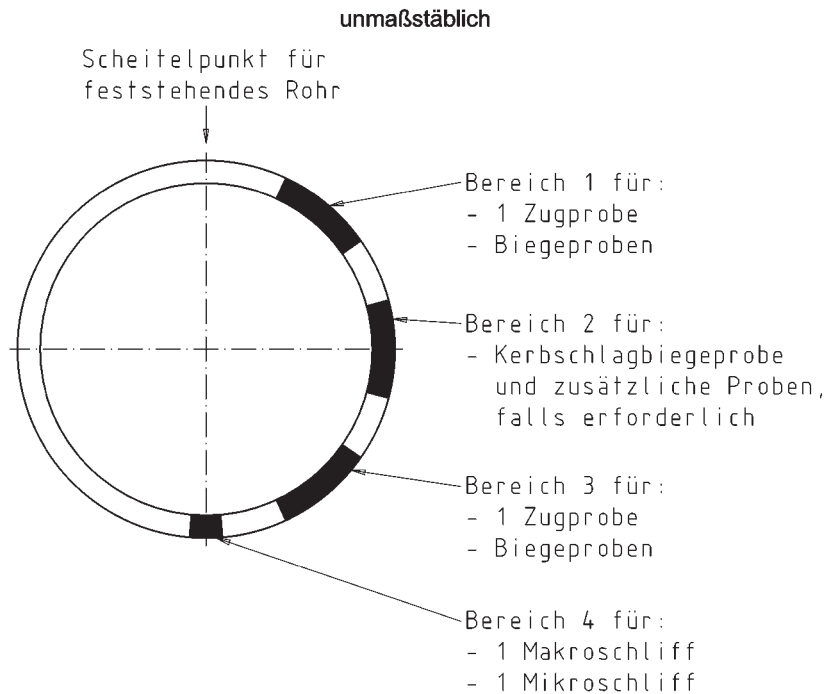 unmaßstäblich
Scheitelpunkt für
feststehendes Rohr
Bereich 1 für:
- 1 Zugprobe
- Biegeproben
Bereich 2 für:
- Kerbschlagbiegeprobe
und zusätzliche Proben,
falls erforderlich
Bereich 3 für:
- 1 Zugprobe
- Biegeproben
Bereich 4 für:
- 1 Makroschliff
- 1 Mikroschliff